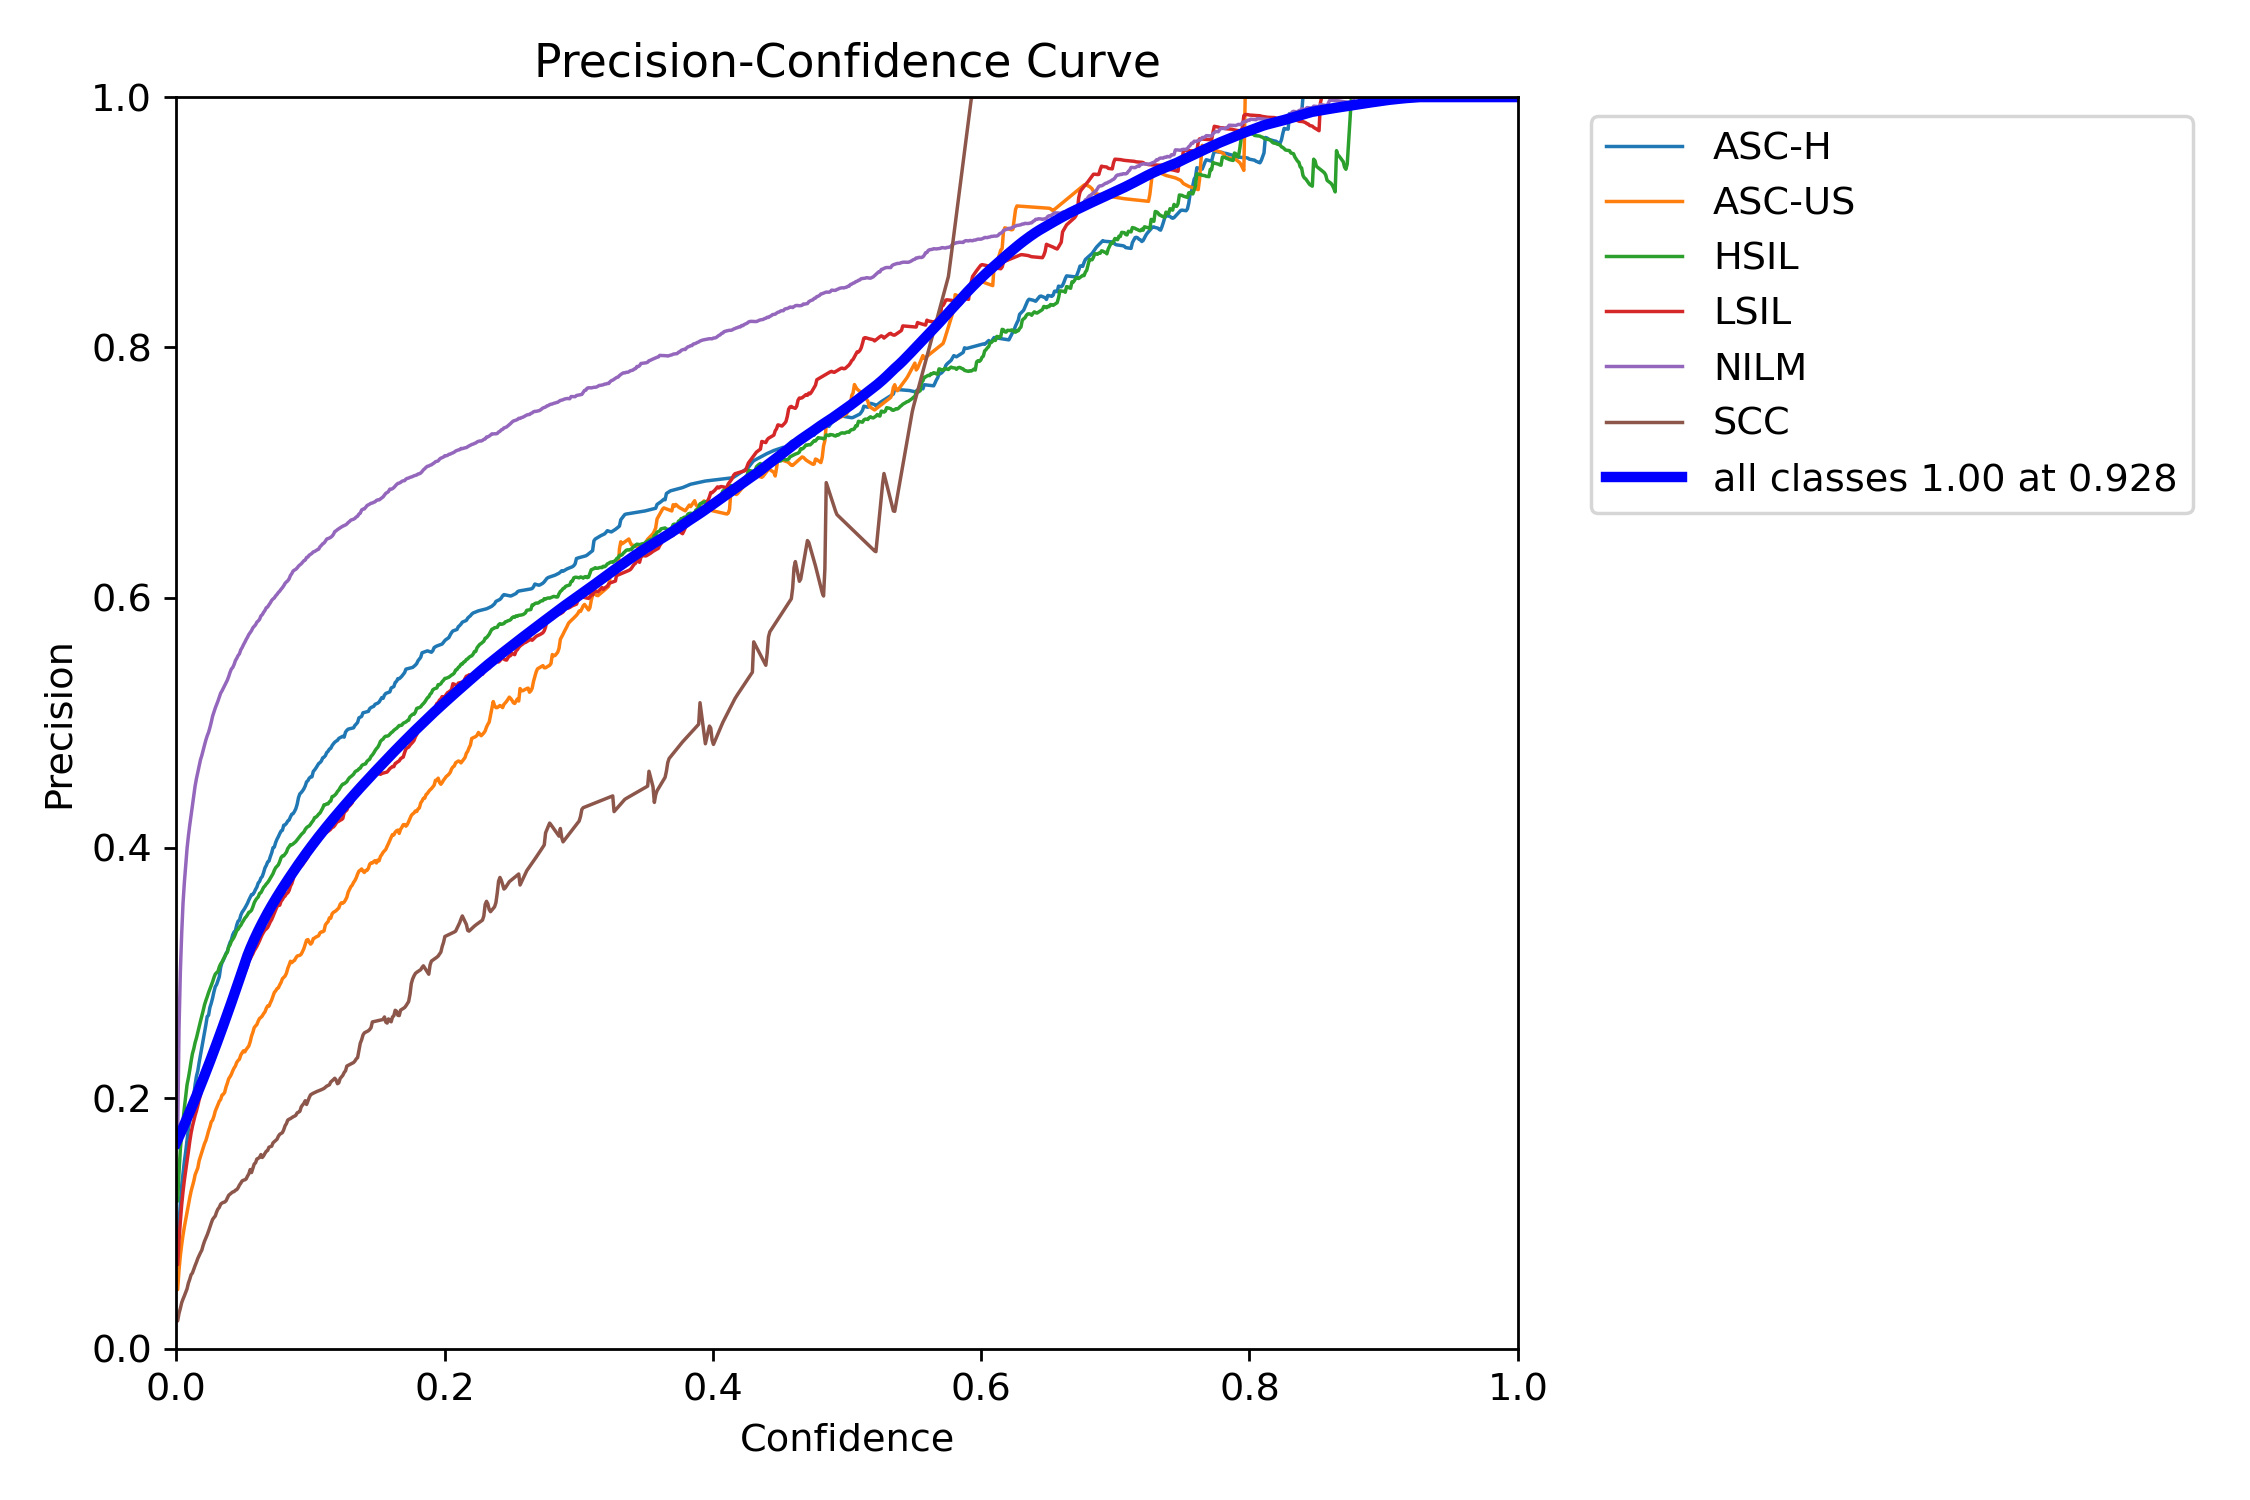 Precision-Confidence Curve
1.0
0.8
0.6
0.4
0.2
0.0
Precision
0.0 0.2 0.4 0.6 0.8 1.0
Confidence
ASC-H
ASC-US
HSIL
LSIL
NILM
SCC
all classes 1.00 at 0.928